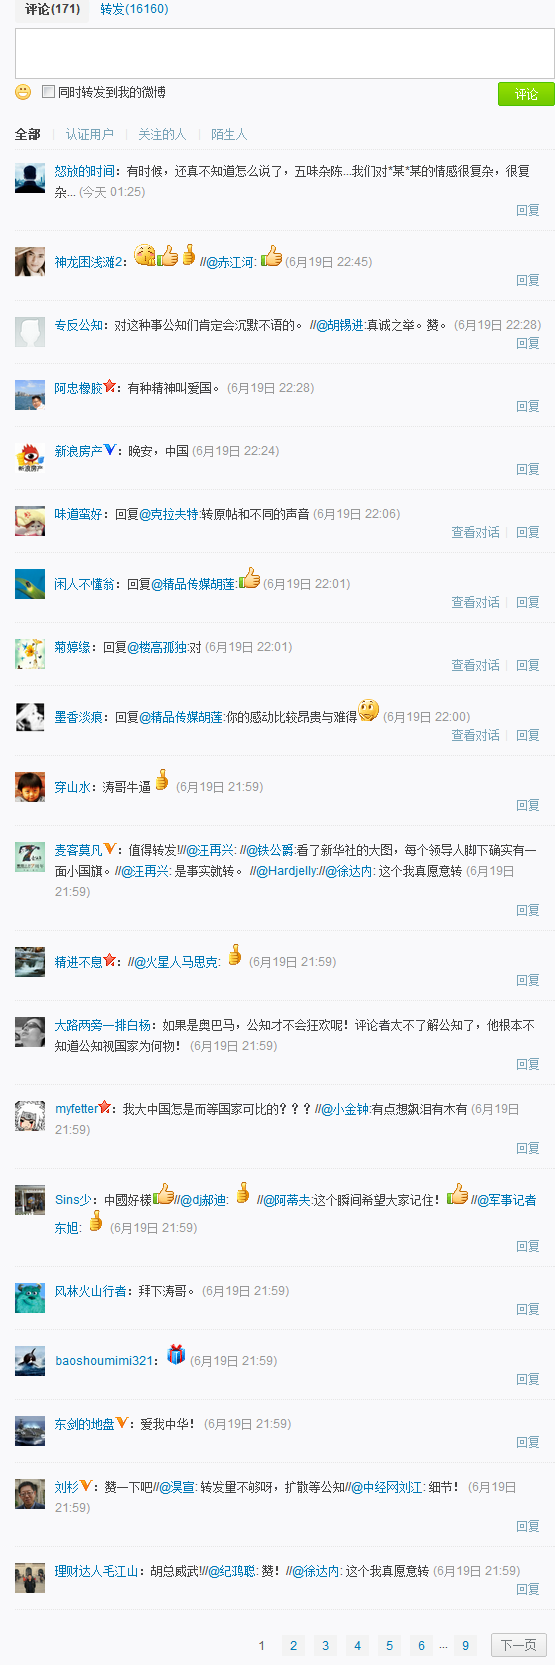 评论(171) 转发(16160)
同时转发到我的微博 评论
全部 认证用户 关注的人 陌生人
怒放的时间：有时候，还真不知道怎么说了，五味杂陈...我们对*某*某的情感很复杂，很复
杂... (今天 01:25)
回复
神龙困浅滩2： //@赤江河: (6月19日 22:45)
回复
专反公知：对这种事公知们肯定会沉默不语的。 //@胡锡进:真诚之举。赞。 (6月19日 22:28)
回复
阿忠橡胶：有种精神叫爱国。 (6月19日 22:28)
回复
新浪房产：晚安，中国 (6月19日 22:24)
回复
味道蛮好：回复@克拉夫特:转原帖和不同的声音 (6月19日 22:06)
查看对话 回复
闲人不懂翁：回复@精品传媒胡莲: (6月19日 22:01)
查看对话 回复
菊婷缘：回复@楼高孤独:对 (6月19日 22:01)
查看对话 回复
墨香淡痕：回复@精品传媒胡莲:你的感动比较昂贵与难得 (6月19日 22:00)
查看对话 回复
穿山水：涛哥牛逼 (6月19日 21:59)
回复
麦客莫凡：值得转发!//@汪再兴: //@铁公爵:看了新华社的大图，每个领导人脚下确实有一
面小国旗。//@汪再兴: 是事实就转。 //@Hardjelly://@徐达内: 这个我真愿意转 (6月19日
21:59)
回复
精进不息：//@火星人马思克: (6月19日 21:59)
回复
大路两旁一排白杨：如果是奥巴马，公知才不会狂欢呢！评论者太不了解公知了，他根本不
知道公知视国家为何物！ (6月19日 21:59)
回复
myfetter：我大中国怎是而等国家可比的？？？//@小金钟:有点想飙泪有木有 (6月19日
21:59)
回复
Sins少：中國好樣//@dj郝迪: //@阿蒂夫:这个瞬间希望大家记住！ //@军事记者
东旭: (6月19日 21:59)
回复
风林火山行者：拜下涛哥。 (6月19日 21:59)
回复
baoshoumimi321： (6月19日 21:59)
回复
东剑的地盘：爱我中华！ (6月19日 21:59)
回复
刘杉：赞一下吧//@淏宣: 转发量不够呀，扩散等公知//@中经网刘江: 细节！ (6月19日
21:59)
回复
理财达人毛江山：胡总威武!//@纪鸿聪: 赞！//@徐达内: 这个我真愿意转 (6月19日 21:59)
回复
1 2 3 4 5 6 ... 9 下一页